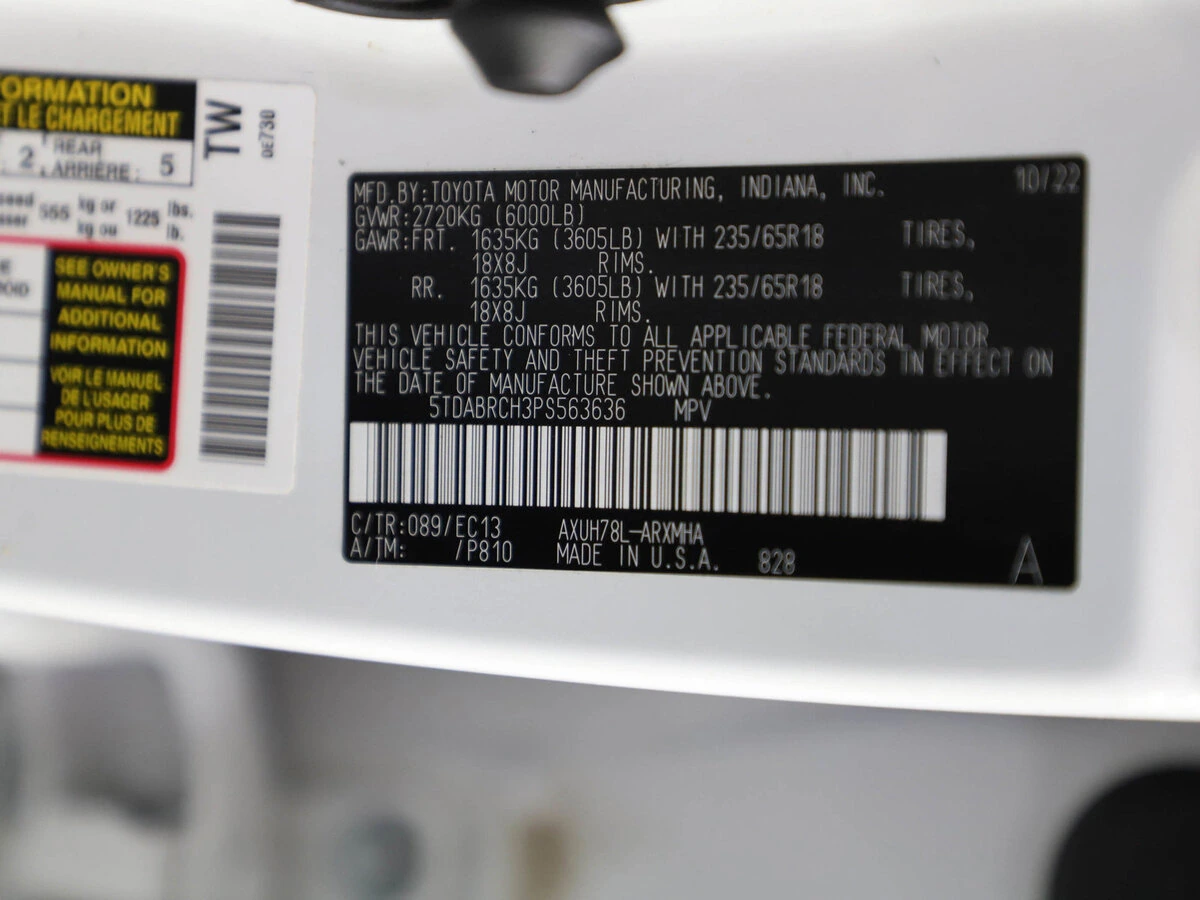 ORMATION
ET LE CHARGEMENT
2 REAR ARRIÈRE: 5
555 kg or kg ou 1225 lbs. lb.
SEE OWNER'S
MANUAL FOR
ADDITIONAL
INFORMATION
VOIR LE MANUEL
DE L'USAGER
POUR PLUS DE
RENSEIGNEMENTS
TW
0E730
MFD.BY:TOYOTA MOTOR MANUFACTURING, INDIANA, INC. 10/22
GVWR:2720KG (6000LB)
GAWR:FRT. 1635KG (3605LB) WITH 235/65R18 TIRES,
18X8J RIMS.
RR. 1635KG (3605LB) WITH 235/65R18 TIRES,
18X8J RIMS.
THIS VEHICLE CONFORMS TO ALL APPLICABLE FEDERAL MOTOR
VEHICLE SAFETY AND THEFT PREVENTION STANDARDS IN EFFECT ON
THE DATE OF MANUFACTURE SHOWN ABOVE.
5TDABRCH3PS563636 MPV
C/TR:089/EC13 AXUH78L-ARXMHA
A/TM: /P810 MADE IN U.S.A. 828 A